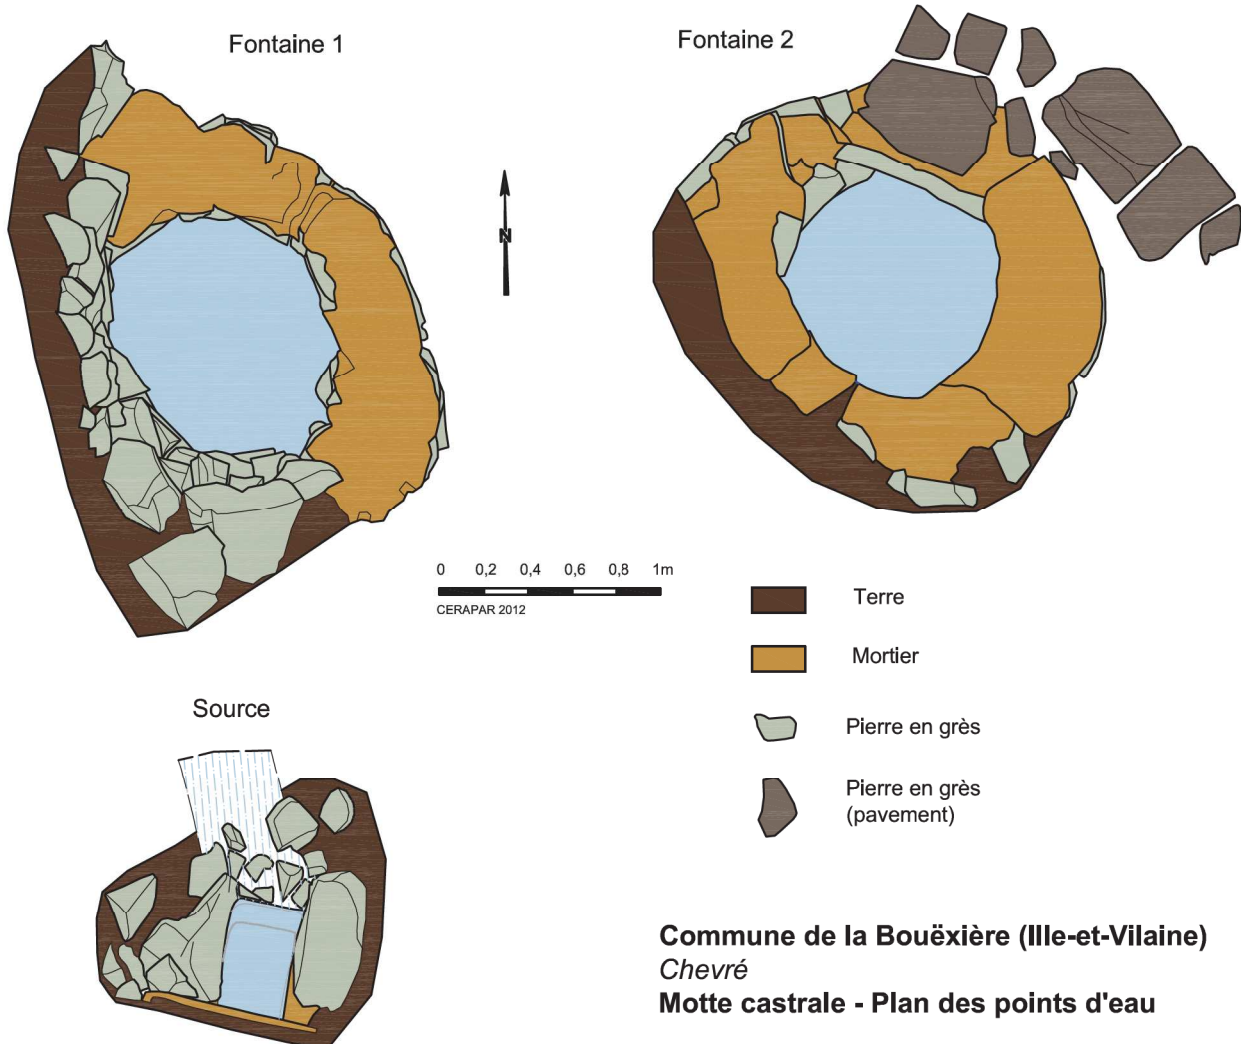 Fontaine 1
Fontaine 2
N
0 0,2 0,4 0,6 0,8 1m
CERAPAR 2012
Terre
Mortier
Pierre en grès
Pierre en grès
(pavement)
Source
Commune de la Bouëxière (Ille-et-Vilaine)
Chevré
Motte castrale - Plan des points d'eau